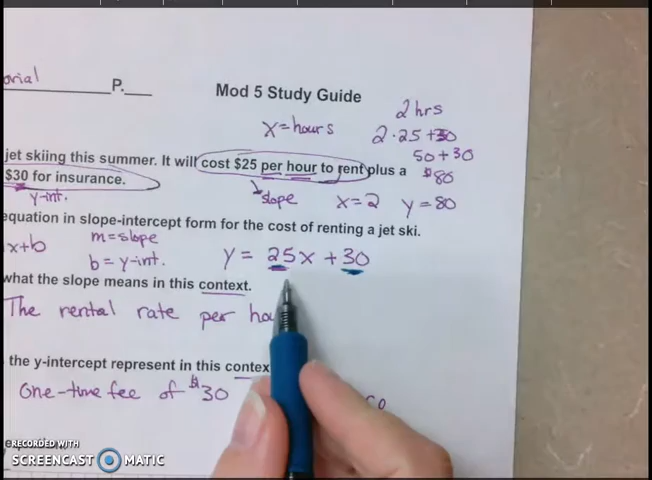 orial
P.
Mod 5 Study Guide
2 hrs
x=hours
2·25+30
50+30
jet skiing this summer. It will cost $25 per hour to rent plus a
$80
$30 for insurance.
y-int.
slope
x=2 y=80
equation in slope-intercept form for the cost of renting a jet ski.
x+b
m=slope
b=y-int.
y = 25x + 30
what the slope means in this context.
The rental rate per ho
the y-intercept represent in this contex
One-time fee of $30
RECORDED WITH
SCREENCAST MATIC